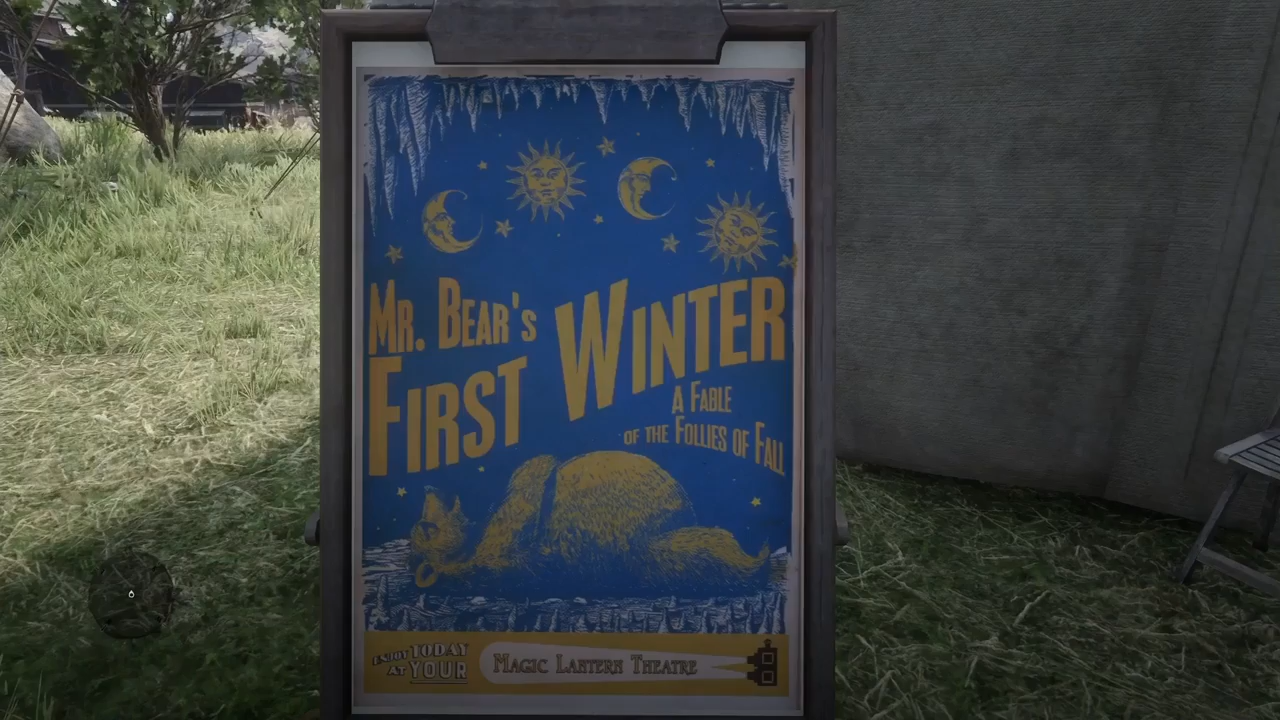 Mr. Bear's
First Winter
A Fable
of the Follies of Fall
Enjoy Today
at Your
Magic Lantern Theatre